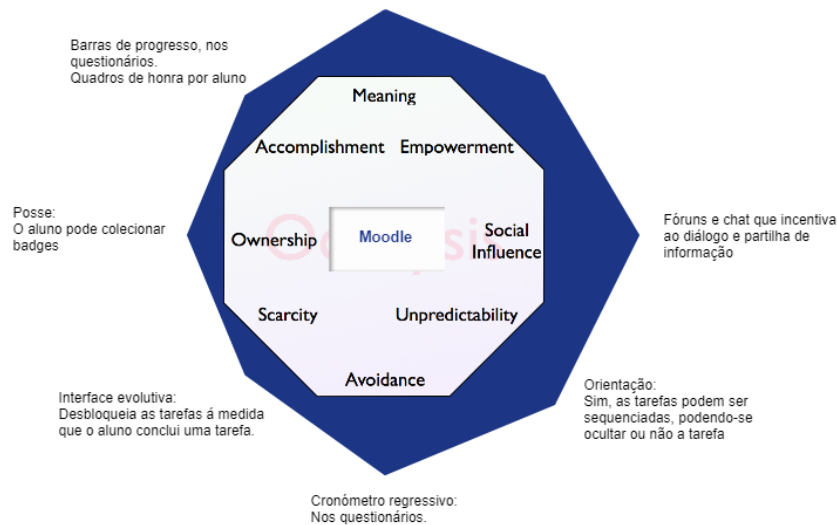 Barras de progresso, nos
questionários.
Quadros de honra por aluno
Meaning
Accomplishment
Empowerment
Posse:
O aluno pode colecionar
badges
Ownership
Moodle
Social
Influence
Fóruns e chat que incentiva
ao diálogo e partilha de
informação
Scarcity
Unpredictability
Avoidance
Interface evolutiva:
Desbloqueia as tarefas á medida
que o aluno conclui uma tarefa.
Orientação:
Sim, as tarefas podem ser
sequenciadas, podendo-se
ocultar ou não a tarefa
Cronómetro regressivo:
Nos questionários.